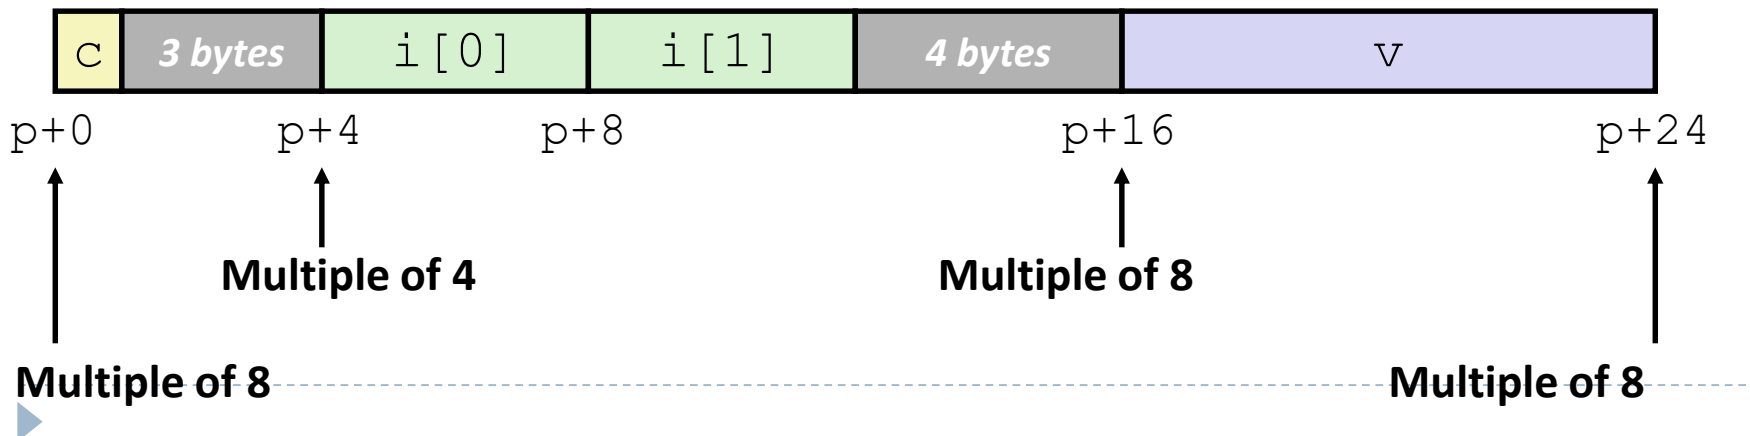 c 3 bytes i[0] i[1] 4 bytes v
p+0 p+4 p+8 p+16 p+24
Multiple of 4 Multiple of 8
Multiple of 8 Multiple of 8